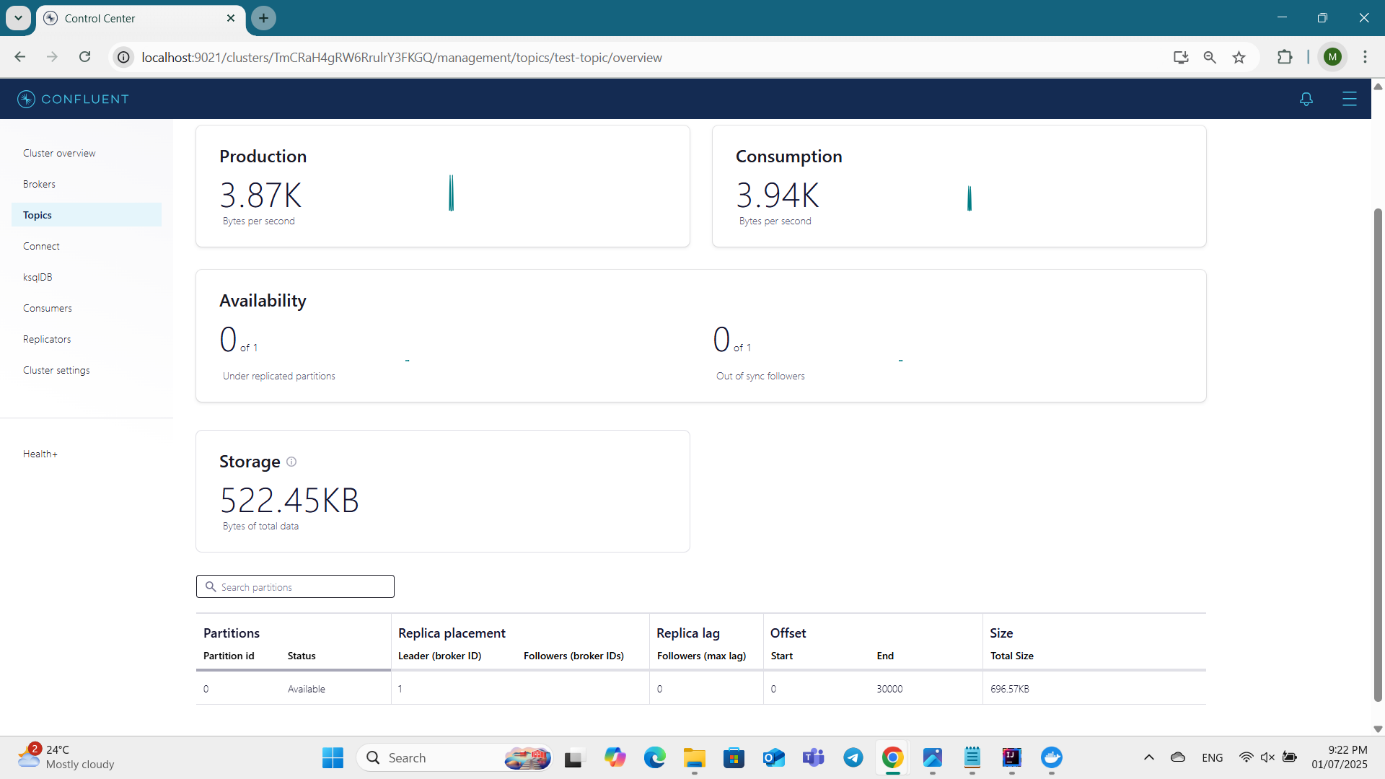 Control Center
localhost:9021/clusters/TmCRaH4gRW6RrulrY3FKGQ/management/topics/test-topic/overview
M
CONFLUENT
Cluster overview
Brokers
Topics
Connect
ksqlDB
Consumers
Replicators
Cluster settings
Health+
Production
3.87K
Bytes per second
Consumption
3.94K
Bytes per second
Availability
0 of 1
Under replicated partitions
0 of 1
Out of sync followers
Storage
522.45KB
Bytes of total data
Search partitions
Partitions Replica placement Replica lag Offset Size
Partition id Status Leader (broker ID) Followers (broker IDs) Followers (max lag) Start End Total Size
0 Available 1 0 0 30000 696.57KB
2
24°C
Mostly cloudy
Search
ENG
9:22 PM
01/07/2025